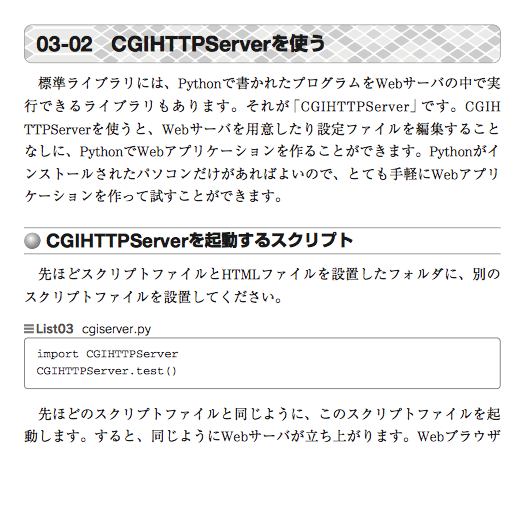 03-02 CGIHTTPServerを使う
標準ライブラリには、Pythonで書かれたプログラムをWebサーバの中で実
行できるライブラリもあります。それが「CGIHTTPServer」です。CGIH
TTPServerを使うと、Webサーバを用意したり設定ファイルを編集すること
なしに、PythonでWebアプリケーションを作ることができます。Pythonがイ
ンストールされたパソコンだけがあればよいので、とても手軽にWebアプリ
ケーションを作って試すことができます。
CGIHTTPServerを起動するスクリプト
先ほどスクリプトファイルとHTMLファイルを設置したフォルダに、別の
スクリプトファイルを設置してください。
List03 cgiserver.py
import CGIHTTPServer
CGIHTTPServer.test()
先ほどのスクリプトファイルと同じように、このスクリプトファイルを起
動します。すると、同じようにWebサーバが立ち上がります。Webブラウザ